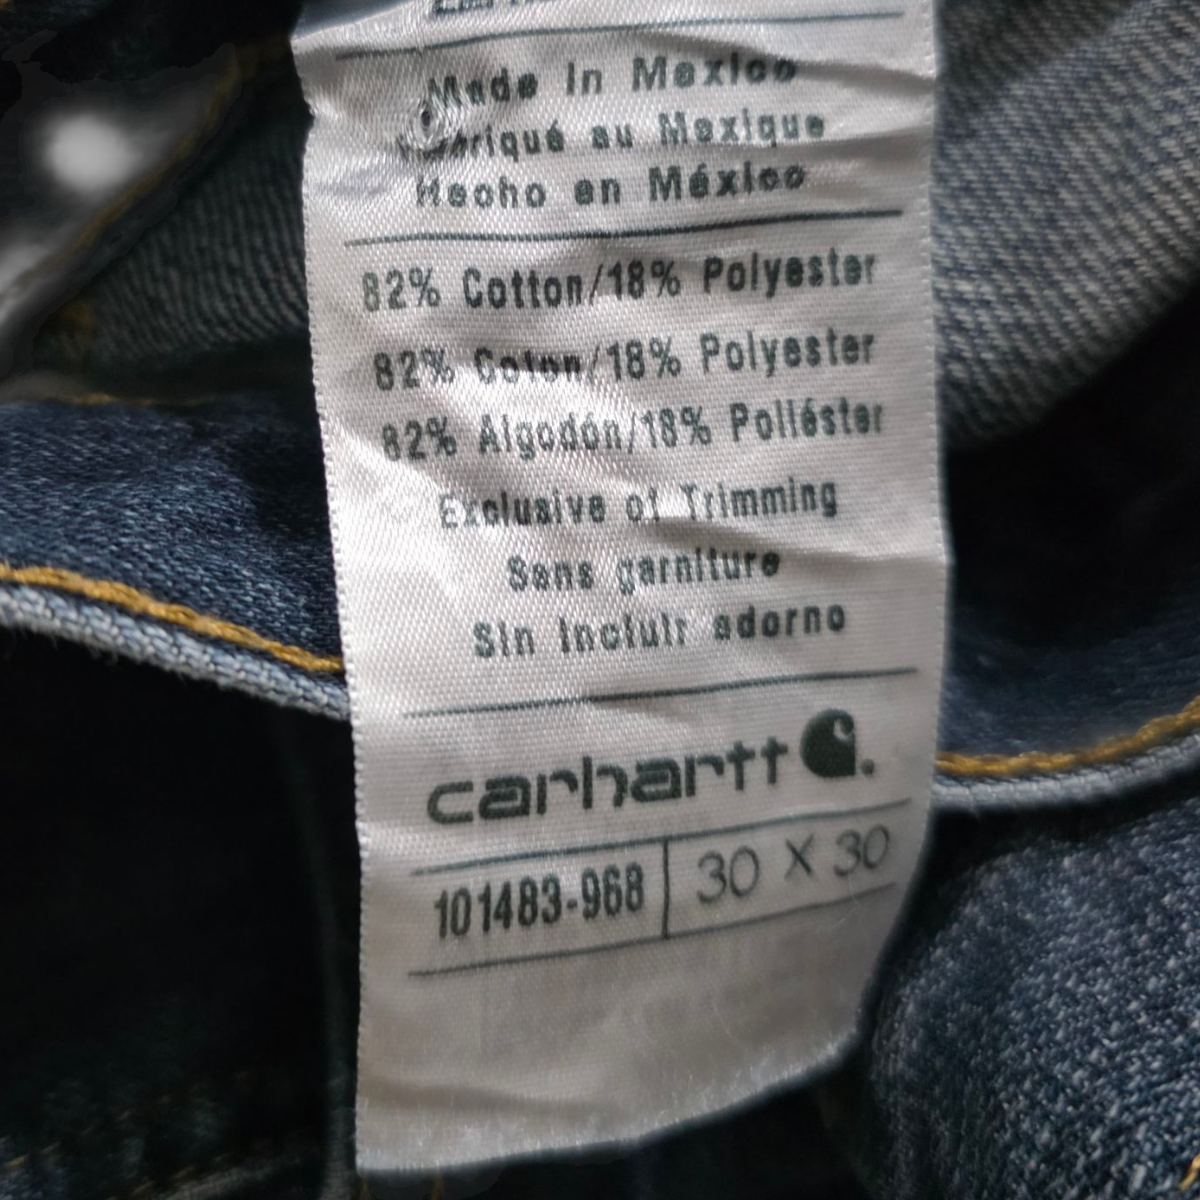 Made in Mexico
Fabriqué au Mexique
Hecho en México
82% Cotton/18% Polyester
82% Coton/18% Polyester
82% Algodón/18% Poliéster
Exclusive of Trimming
Sans garniture
Sin incluir adorno
carhartt
101483-968 30 X 30